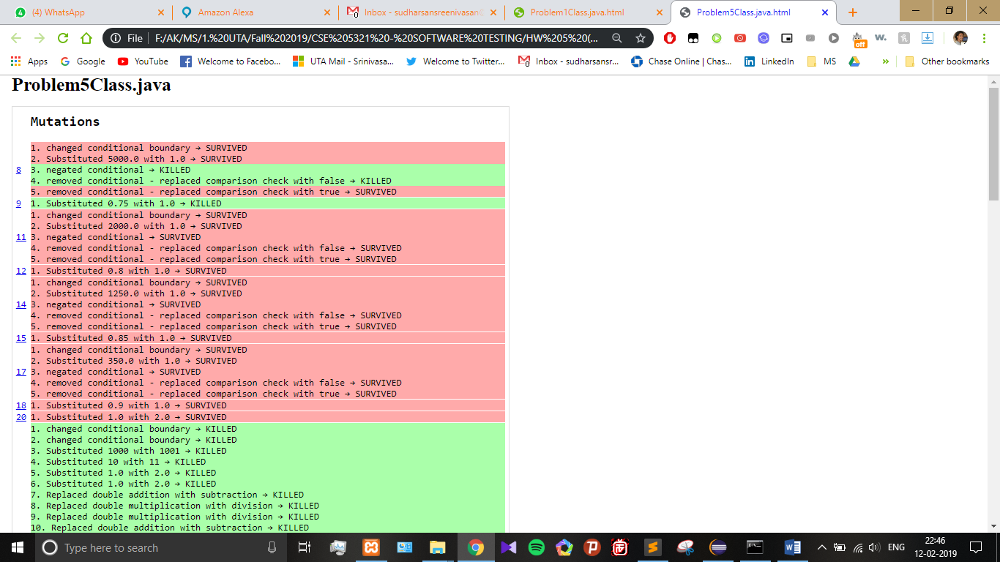 (4) WhatsApp
Amazon Alexa
Inbox - sudharsansreenivasan@
Problem1Class.java.html
Problem5Class.java.html
File F:/AK/MS/1.%20UTA/Fall%202019/CSE%205321%20-%20SOFTWARE%20TESTING/HW%205%20(...
off
w.
Apps
Google
YouTube
Welcome to Facebo...
UTA Mail - Srinivasa...
Welcome to Twitter...
Inbox - sudharsansr...
Chase Online | Chas...
LinkedIn
MS
»
Other bookmarks
Problem5Class.java
Mutations
1. changed conditional boundary → SURVIVED
2. Substituted 5000.0 with 1.0 → SURVIVED
8 3. negated conditional → KILLED
4. removed conditional - replaced comparison check with false → KILLED
5. removed conditional - replaced comparison check with true → SURVIVED
9 1. Substituted 0.75 with 1.0 → KILLED
1. changed conditional boundary → SURVIVED
2. Substituted 2000.0 with 1.0 → SURVIVED
11 3. negated conditional → SURVIVED
4. removed conditional - replaced comparison check with false → SURVIVED
5. removed conditional - replaced comparison check with true → SURVIVED
12 1. Substituted 0.8 with 1.0 → SURVIVED
1. changed conditional boundary → SURVIVED
2. Substituted 1250.0 with 1.0 → SURVIVED
14 3. negated conditional → SURVIVED
4. removed conditional - replaced comparison check with false → SURVIVED
5. removed conditional - replaced comparison check with true → SURVIVED
15 1. Substituted 0.85 with 1.0 → SURVIVED
1. changed conditional boundary → SURVIVED
2. Substituted 350.0 with 1.0 → SURVIVED
17 3. negated conditional → SURVIVED
4. removed conditional - replaced comparison check with false → SURVIVED
5. removed conditional - replaced comparison check with true → SURVIVED
18 1. Substituted 0.9 with 1.0 → SURVIVED
20 1. Substituted 1.0 with 2.0 → SURVIVED
1. changed conditional boundary → KILLED
2. changed conditional boundary → KILLED
3. Substituted 1000 with 1001 → KILLED
4. Substituted 10 with 11 → KILLED
5. Substituted 1.0 with 2.0 → KILLED
6. Substituted 1.0 with 2.0 → KILLED
7. Replaced double addition with subtraction → KILLED
8. Replaced double multiplication with division → KILLED
9. Replaced double multiplication with division → KILLED
10. Replaced double addition with subtraction → KILLED
Type here to search
ENG
22:46
12-02-2019